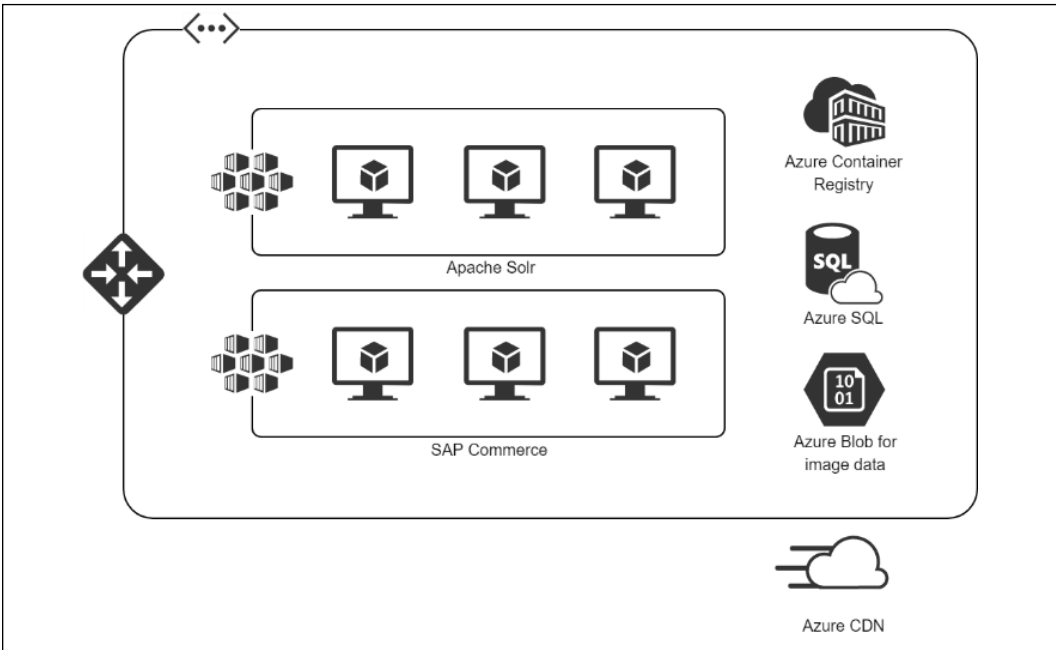 Azure Container
Registry
Apache Solr
SQL
Azure SQL
10
01
SAP Commerce
Azure Blob for
image data
Azure CDN